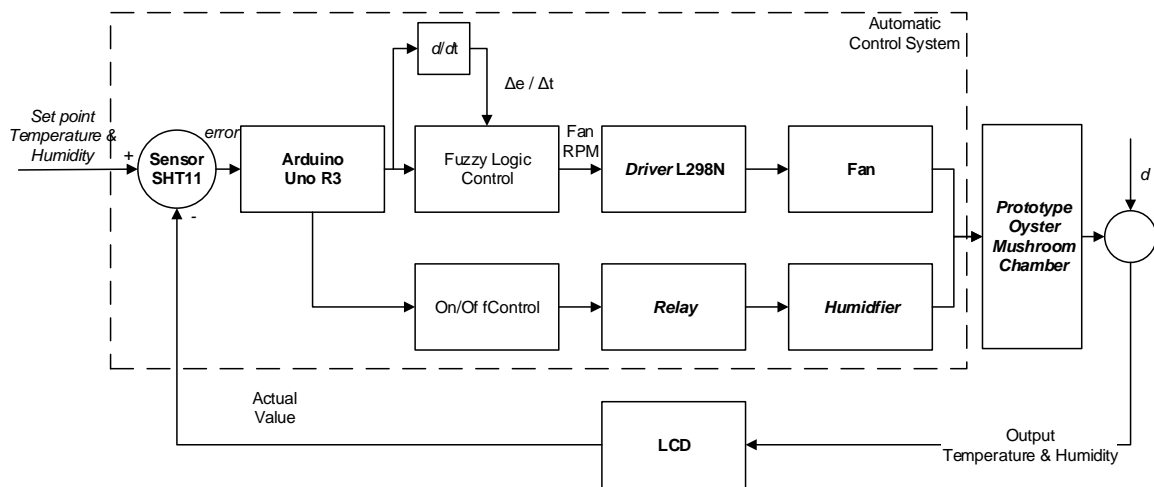 Automatic
Control System
d/dt
Δe / Δt
Set point
Temperature &
Humidity
+
-
Sensor
SHT11
error
Arduino
Uno R3
Fuzzy Logic
Control
Fan
RPM
Driver L298N
Fan
Prototype
Oyster
Mushroom
Chamber
d
On/Of fControl
Relay
Humidfier
Actual
Value
LCD
Output
Temperature & Humidity